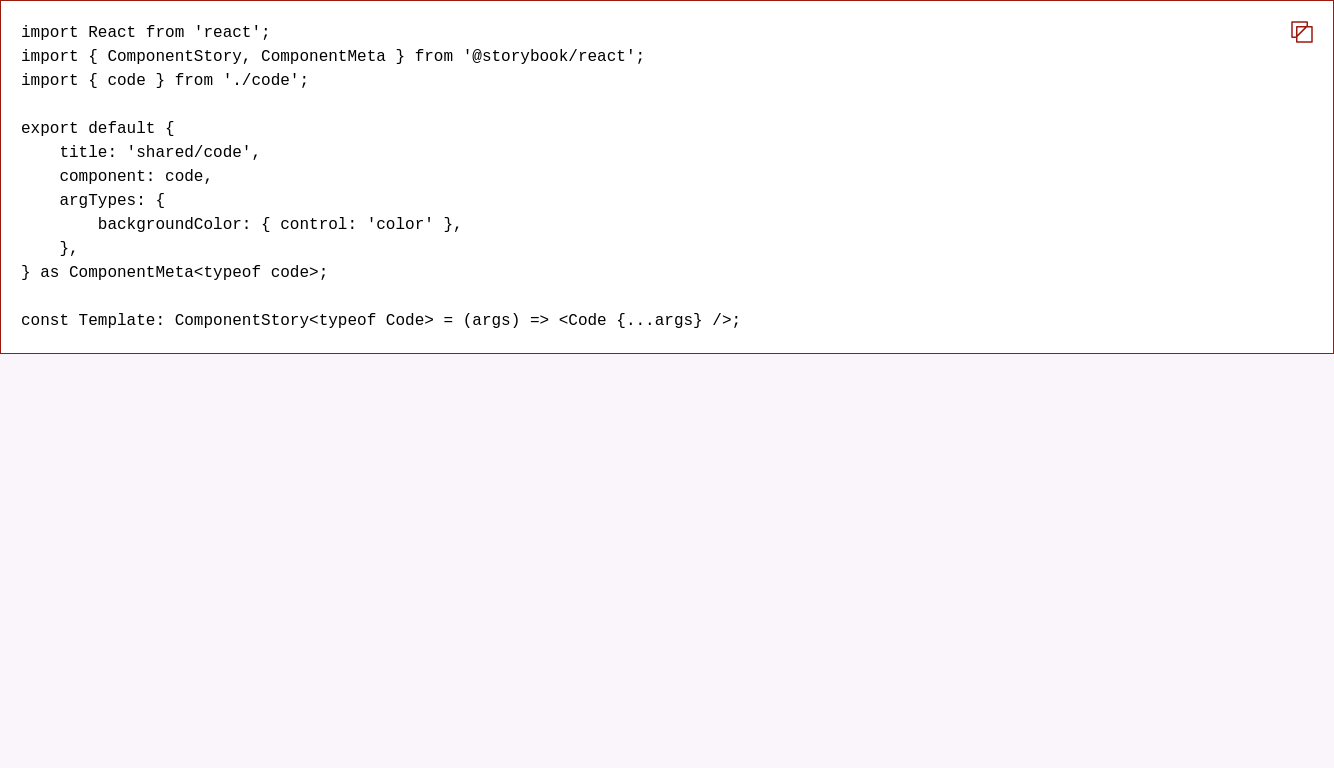 import React from 'react';
import { ComponentStory, ComponentMeta } from '@storybook/react';
import { code } from './code';

export default {
    title: 'shared/code',
    component: code,
    argTypes: {
        backgroundColor: { control: 'color' },
    },
} as ComponentMeta<typeof code>;

const Template: ComponentStory<typeof Code> = (args) => <Code {...args} />;